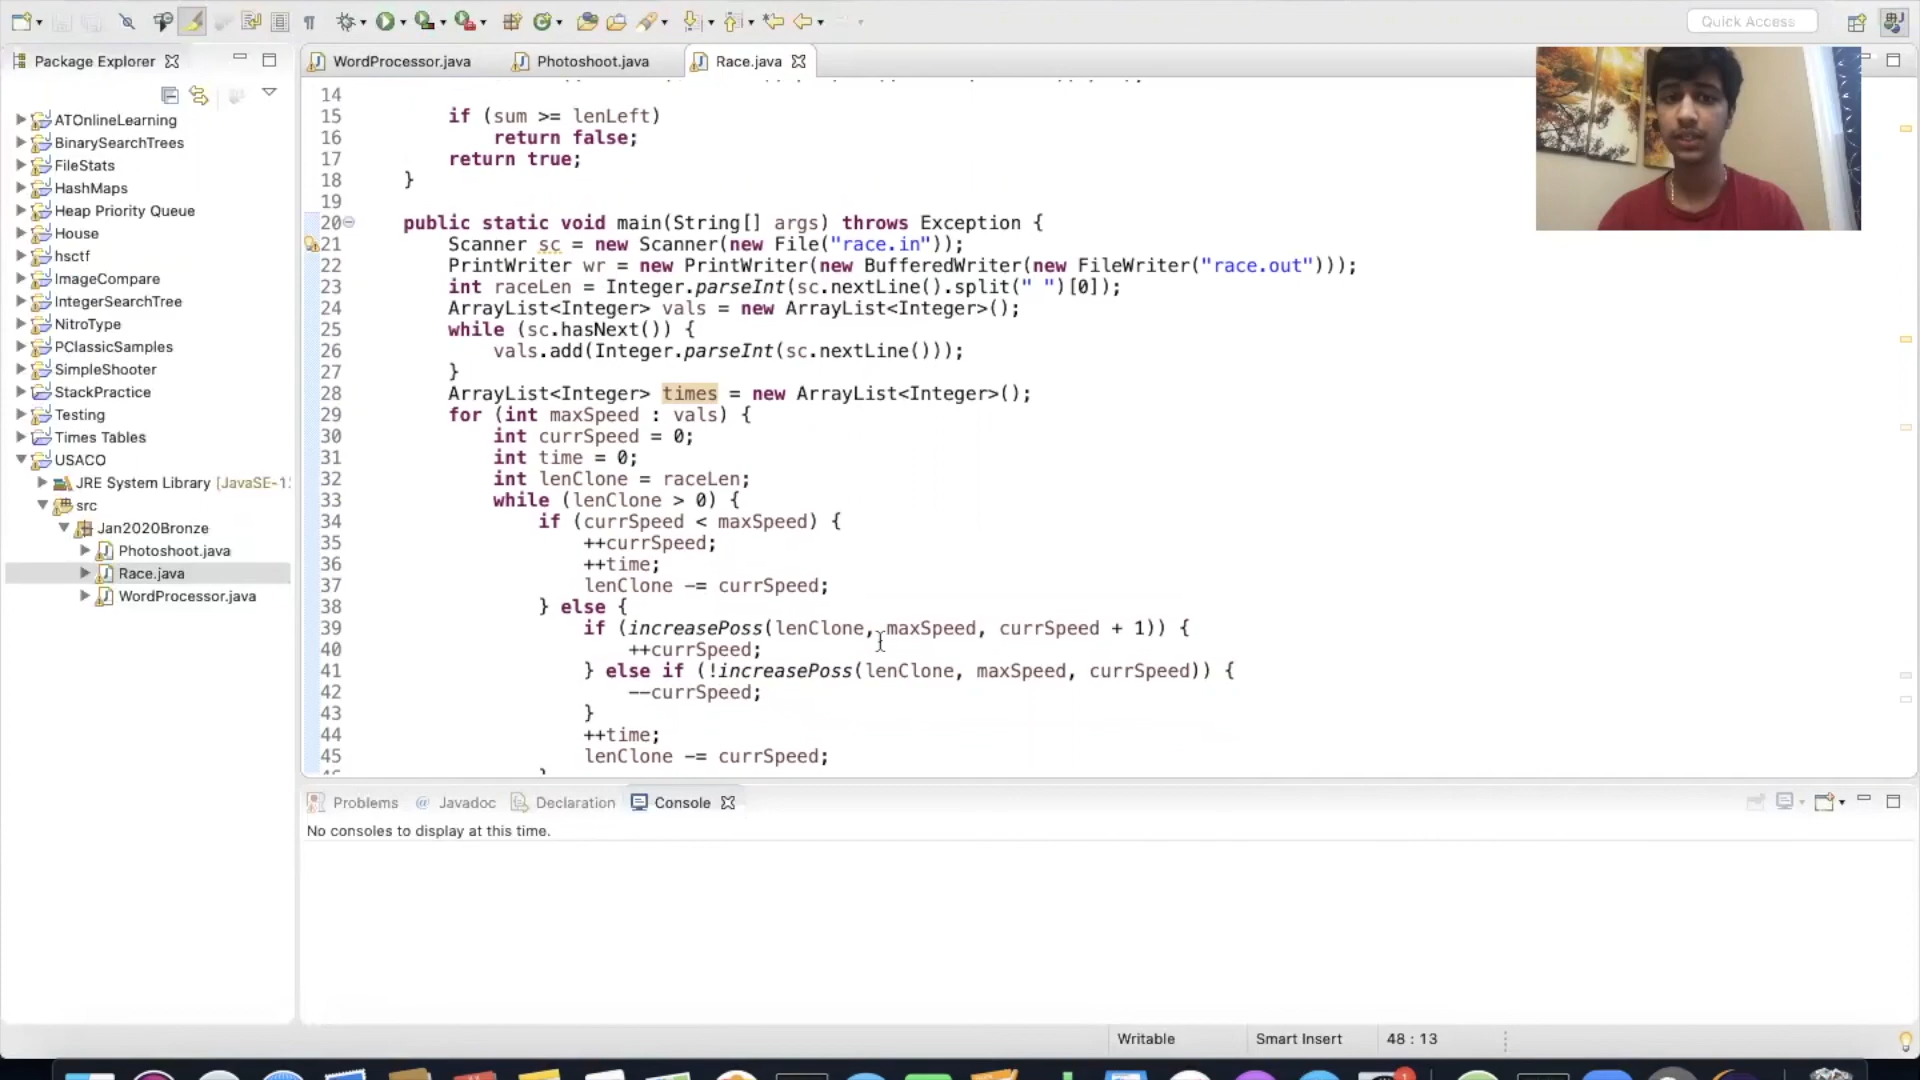 Quick Access
Package Explorer
WordProcessor.java
Photoshoot.java
Race.java
ATOnlineLearning
BinarySearchTrees
FileStats
HashMaps
Heap Priority Queue
House
hsctf
ImageCompare
IntegerSearchTree
NitroType
PClassicSamples
SimpleShooter
StackPractice
Testing
Times Tables
USACO
JRE System Library [JavaSE-1:
src
Jan2020Bronze
Photoshoot.java
Race.java
WordProcessor.java
14
15 if (sum >= lenLeft)
16 return false;
17 return true;
18 }
19
20 public static void main(String[] args) throws Exception {
21 Scanner sc = new Scanner(new File("race.in"));
22 PrintWriter wr = new PrintWriter(new BufferedWriter(new FileWriter("race.out")));
23 int raceLen = Integer.parseInt(sc.nextLine().split(" ")[0]);
24 ArrayList<Integer> vals = new ArrayList<Integer>();
25 while (sc.hasNext()) {
26 vals.add(Integer.parseInt(sc.nextLine()));
27 }
28 ArrayList<Integer> times = new ArrayList<Integer>();
29 for (int maxSpeed : vals) {
30 int currSpeed = 0;
31 int time = 0;
32 int lenClone = raceLen;
33 while (lenClone > 0) {
34 if (currSpeed < maxSpeed) {
35 ++currSpeed;
36 ++time;
37 lenClone -= currSpeed;
38 } else {
39 if (increasePoss(lenClone, maxSpeed, currSpeed + 1)) {
40 ++currSpeed;
41 } else if (!increasePoss(lenClone, maxSpeed, currSpeed)) {
42 --currSpeed;
43 }
44 ++time;
45 lenClone -= currSpeed;
Problems
Javadoc
Declaration
Console
No consoles to display at this time.
Writable
Smart Insert
48 : 13